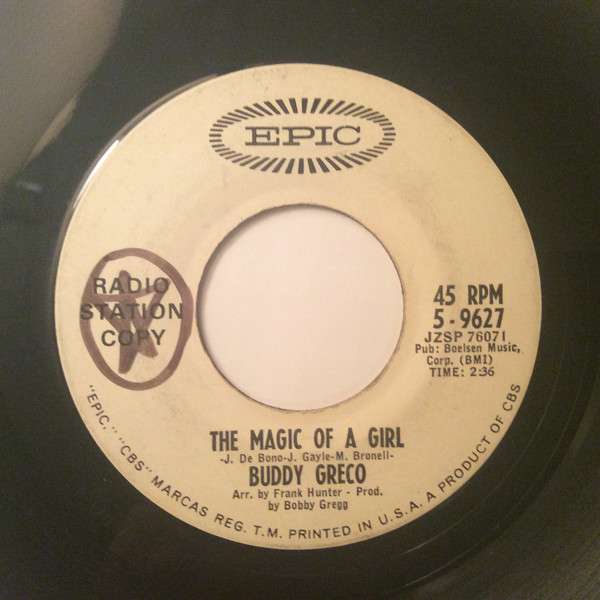 EPIC
RADIO
STATION
COPY
45 RPM
5-9627
JZSP 76071
Pub: Boelsen Music,
Corp. (BMI)
TIME: 2:36
THE MAGIC OF A GIRL
-J. De Bono-J. Gayle-M. Bronell-
BUDDY GRECO
Arr. by Frank Hunter - Prod.
by Bobby Gregg
"EPIC," "CBS" MARCAS REG. T.M. PRINTED IN U.S.A. A PRODUCT OF CBS